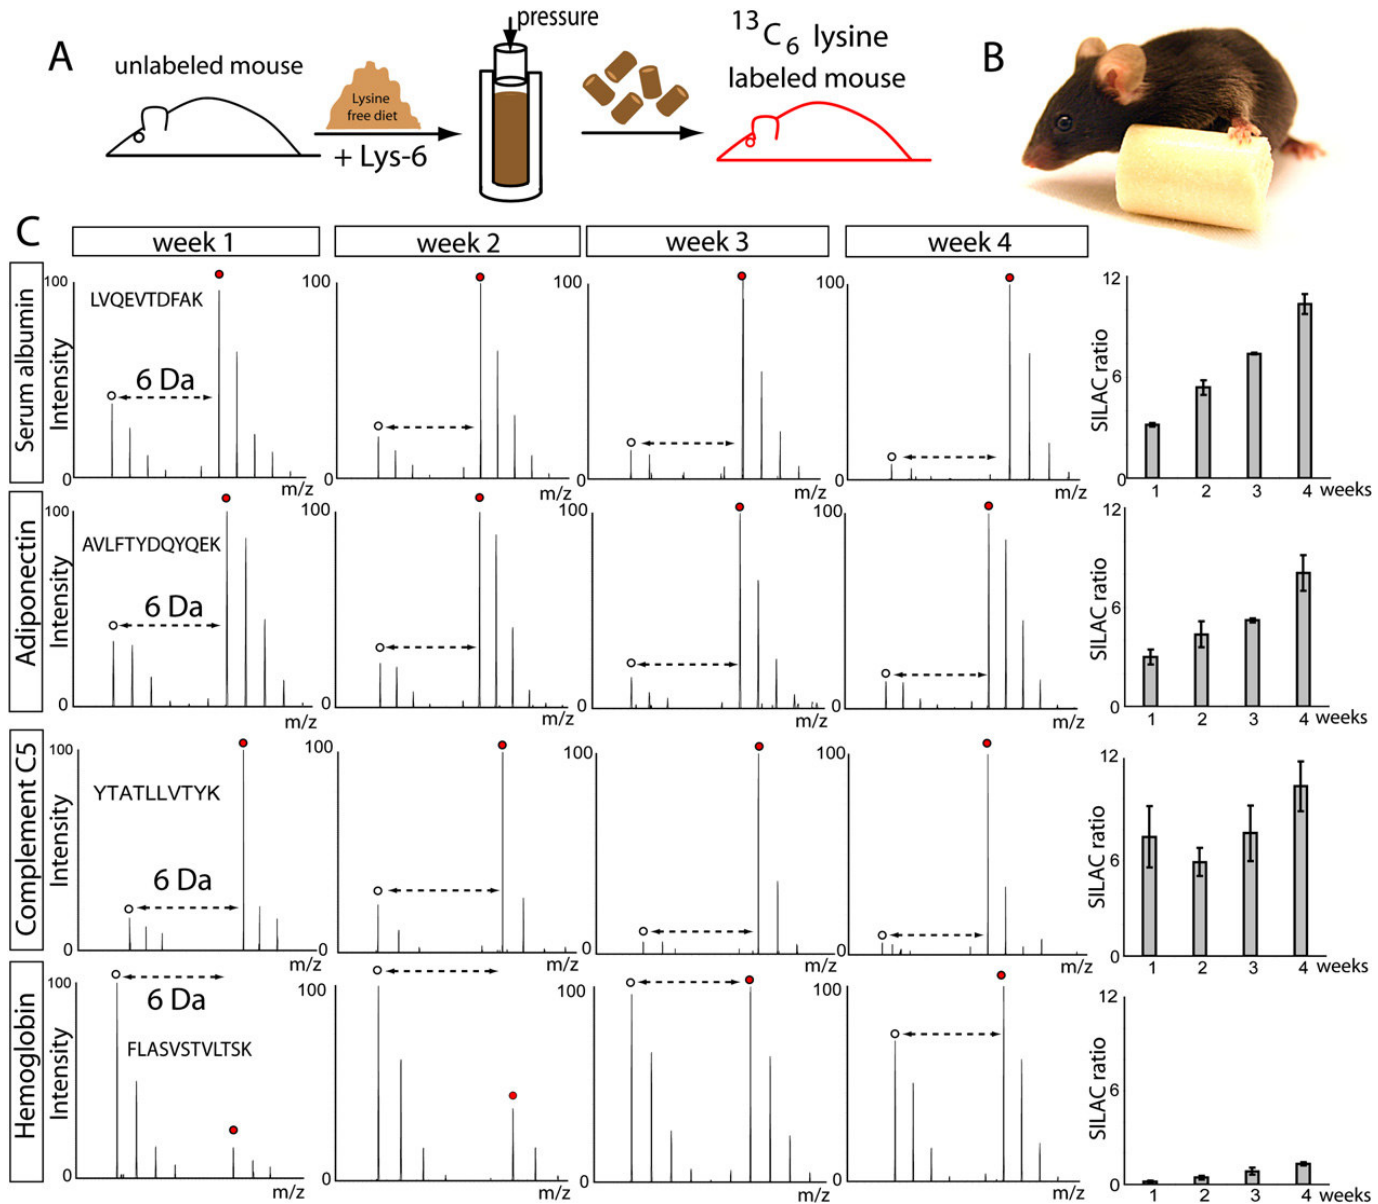 A
unlabeled mouse
Lysine
free diet
+ Lys-6
pressure
13C6 lysine
labeled mouse
B
C
week 1
week 2
week 3
week 4
Serum albumin
Intensity
100
0
LVQEVTDFAK
6 Da
m/z
100
0
m/z
100
0
m/z
100
0
m/z
SILAC ratio
12
6
0
1 2 3 4 weeks
Adiponectin
Intensity
100
0
AVLFTYDQYQEK
6 Da
m/z
100
0
m/z
100
0
m/z
100
0
m/z
SILAC ratio
12
6
0
1 2 3 4 weeks
Complement C5
Intensity
100
0
YTATLLVTYK
6 Da
m/z
100
0
m/z
100
0
m/z
100
0
m/z
SILAC ratio
12
6
0
1 2 3 4 weeks
Hemoglobin
Intensity
100
0
6 Da
FLASVSTVLTSK
m/z
100
0
m/z
100
0
m/z
100
0
m/z
SILAC ratio
12
6
0
1 2 3 4 weeks